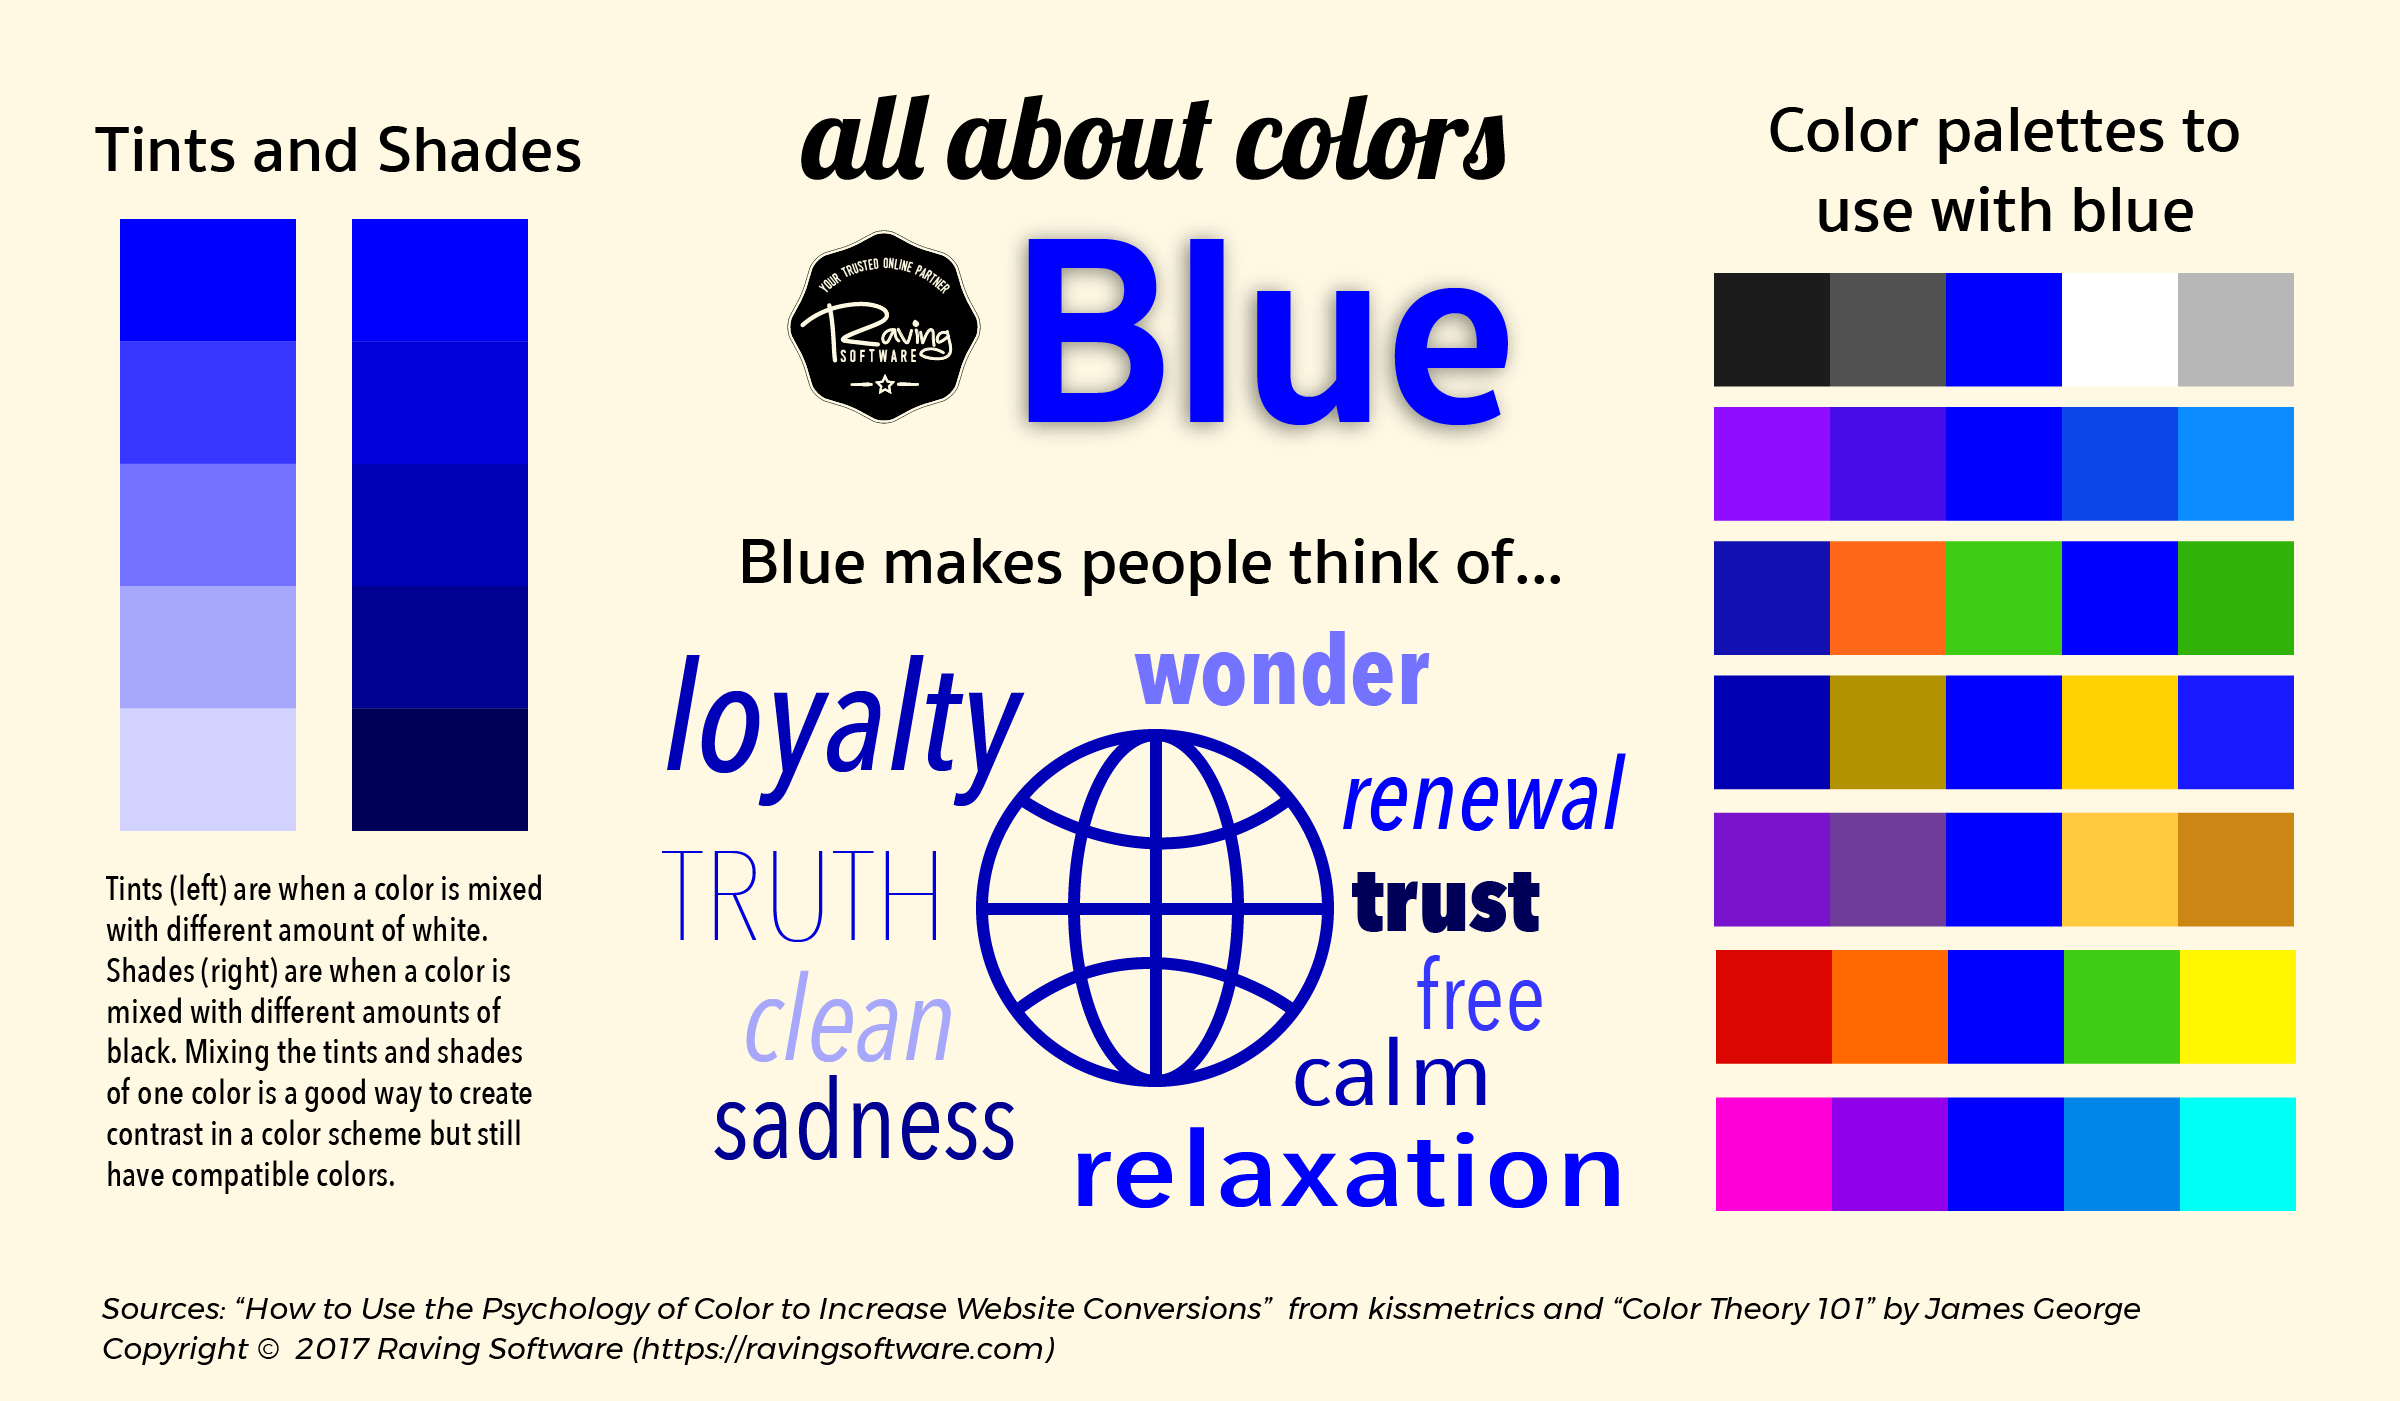 Tints and Shades
Tints (left) are when a color is mixed
with different amount of white.
Shades (right) are when a color is
mixed with different amounts of
black. Mixing the tints and shades
of one color is a good way to create
contrast in a color scheme but still
have compatible colors.
all about colors
YOUR TRUSTED ONLINE PARTNER
Raving
SOFTWARE
Blue
Blue makes people think of...
loyalty
wonder
renewal
TRUTH
trust
clean
free
calm
sadness
relaxation
Color palettes to
use with blue
Sources: “How to Use the Psychology of Color to Increase Website Conversions” from kissmetrics and “Color Theory 101” by James George
Copyright © 2017 Raving Software (https://ravingsoftware.com)